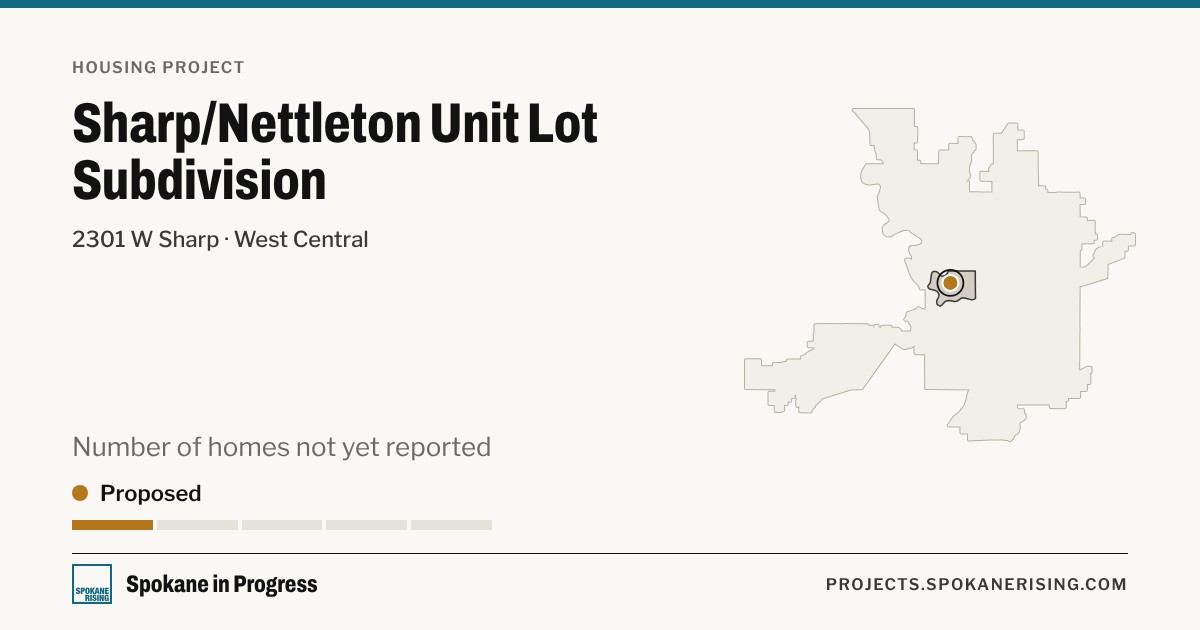 HOUSING PROJECT
Sharp/Nettleton Unit Lot
Subdivision
2301 W Sharp · West Central
Number of homes not yet reported
Proposed
SPOKANE
RISING
Spokane in Progress
PROJECTS.SPOKANERISING.COM